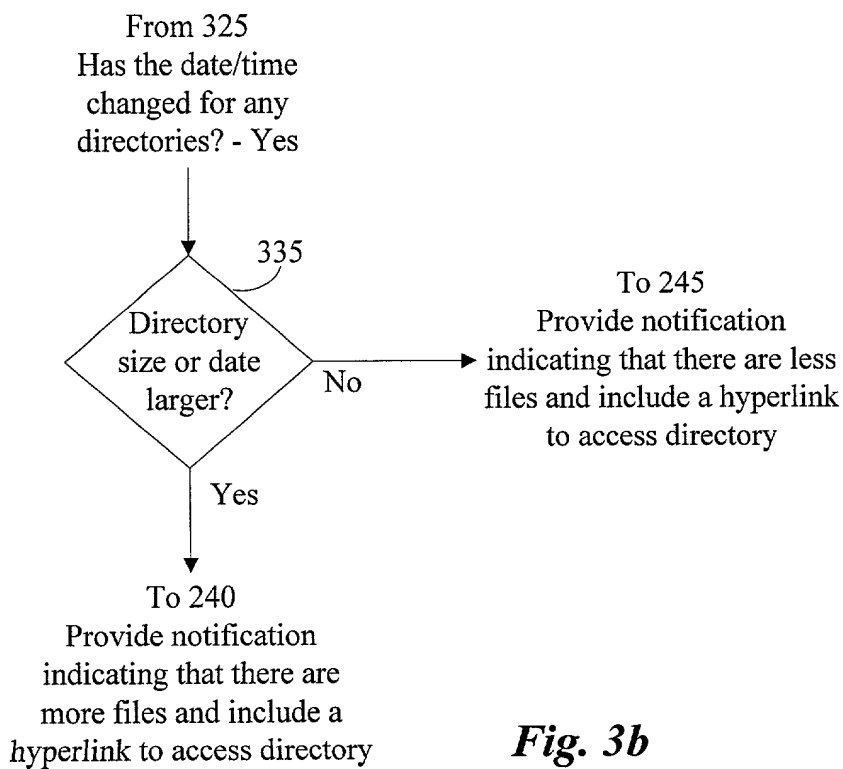 From 325
Has the date/time
changed for any
directories? - Yes
335
Directory
size or date
larger?
No
To 245
Provide notification
indicating that there are less
files and include a hyperlink
to access directory
Yes
To 240
Provide notification
indicating that there are
more files and include a
hyperlink to access directory
Fig. 3b